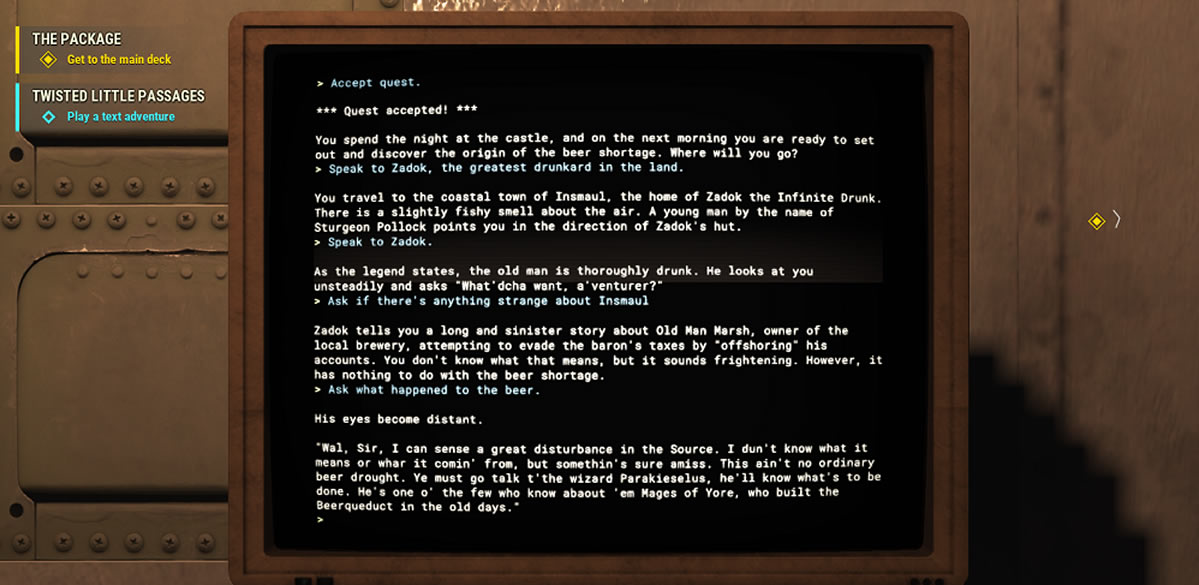 THE PACKAGE
Get to the main deck
TWISTED LITTLE PASSAGES
Play a text adventure
> Accept quest.
*** Quest accepted! ***
You spend the night at the castle, and on the next morning you are ready to set
out and discover the origin of the beer shortage. Where will you go?
> Speak to Zadok, the greatest drunkard in the land.
You travel to the coastal town of Insmaul, the home of Zadok the Infinite Drunk.
There is a slightly fishy smell about the air. A young man by the name of
Sturgeon Pollock points you in the direction of Zadok's hut.
> Speak to Zadok.
As the legend states, the old man is thoroughly drunk. He looks at you
unsteadily and asks "What'dcha want, a'venturer?"
> Ask if there's anything strange about Insmaul
Zadok tells you a long and sinister story about Old Man Marsh, owner of the
local brewery, attempting to evade the baron's taxes by "offshoring" his
accounts. You don't know what that means, but it sounds frightening. However, it
has nothing to do with the beer shortage.
> Ask what happened to the beer.
His eyes become distant.
"Wal, Sir, I can sense a great disturbance in the Source. I dun't know what it
means or whar it comin' from, but somethin's sure amiss. This ain't no ordinary
beer drought. Ye must go talk t'the wizard Parakieselus, he'll know what's to be
done. He's one o' the few who know abaout 'em Mages of Yore, who built the
Beerqueduct in the old days."
>